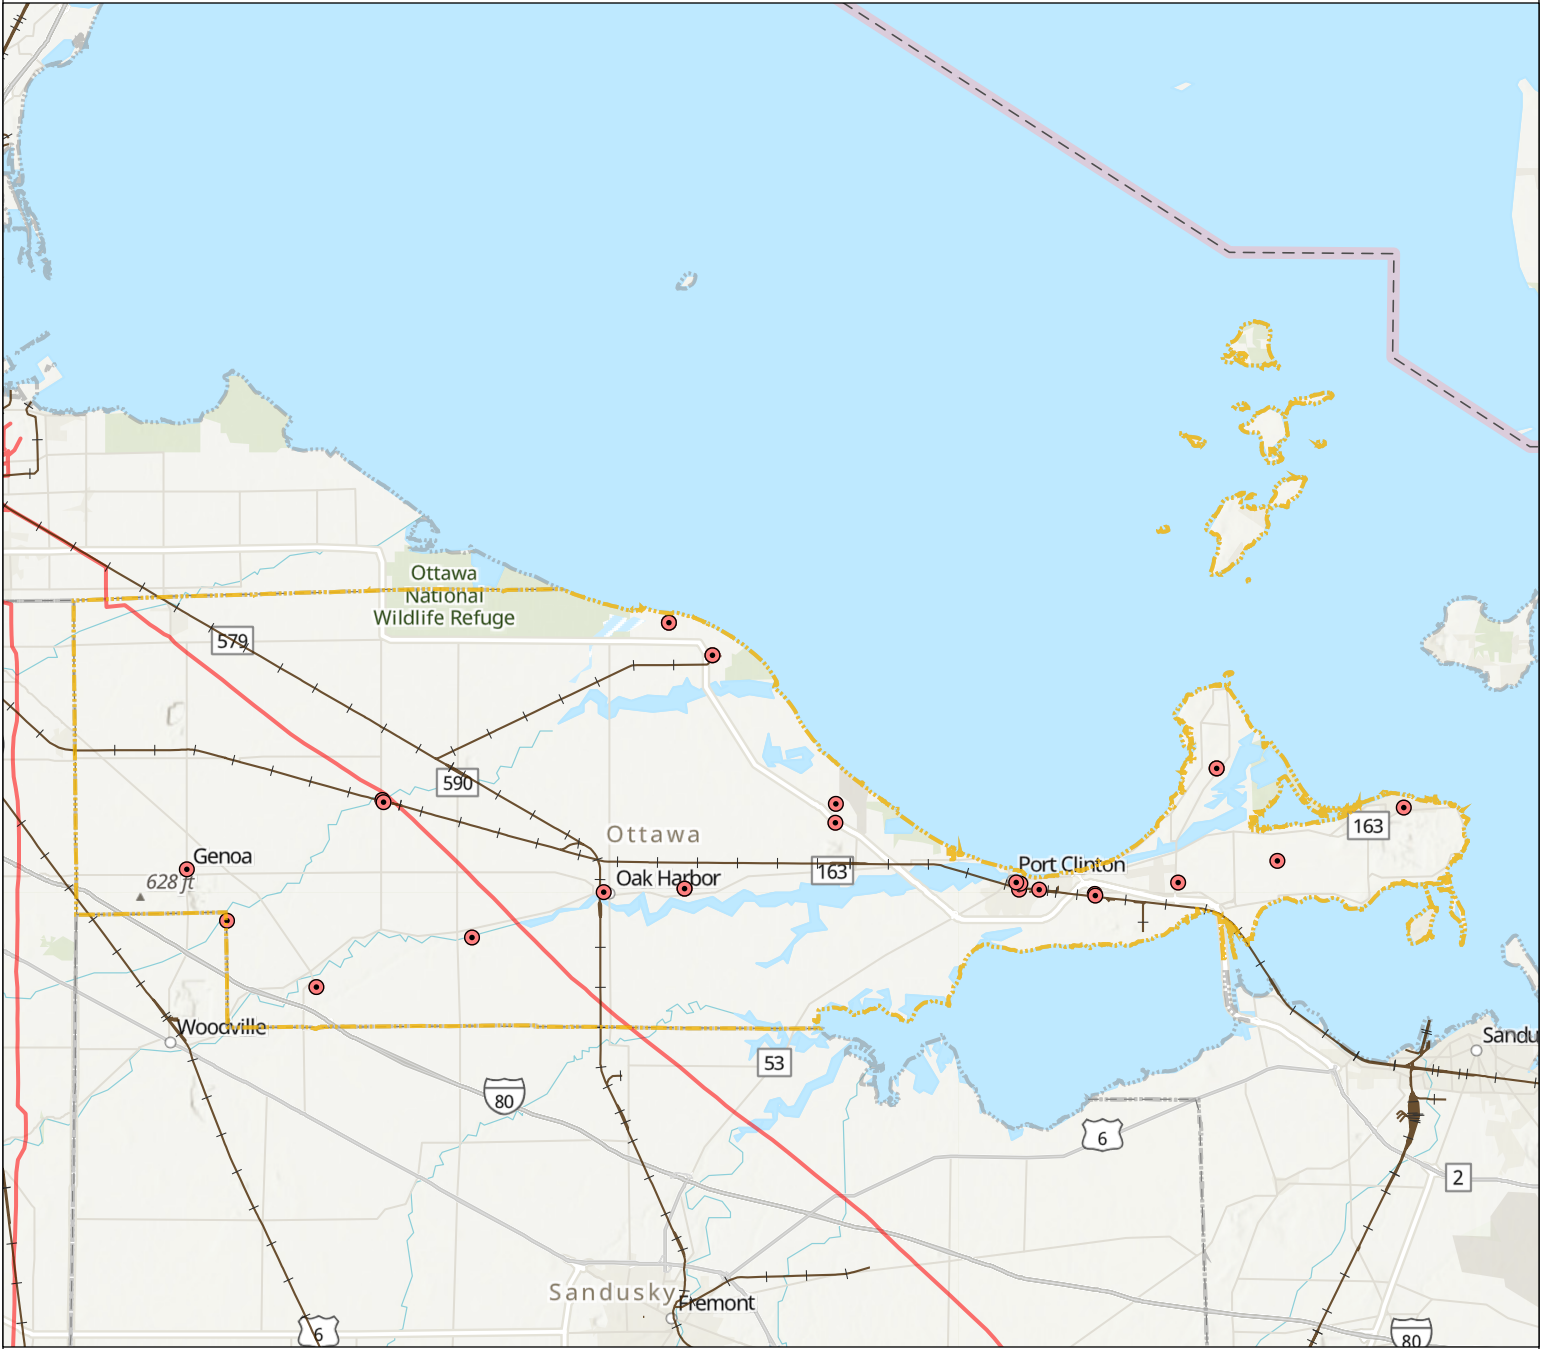 Ottawa
National
Wildlife Refuge
579
590
Ottawa
163
163
Port Clinton
Genoa
628 ft
Oak Harbor
Woodville
53
80
6
Sandu
2
Sandusky
Fremont
6
80